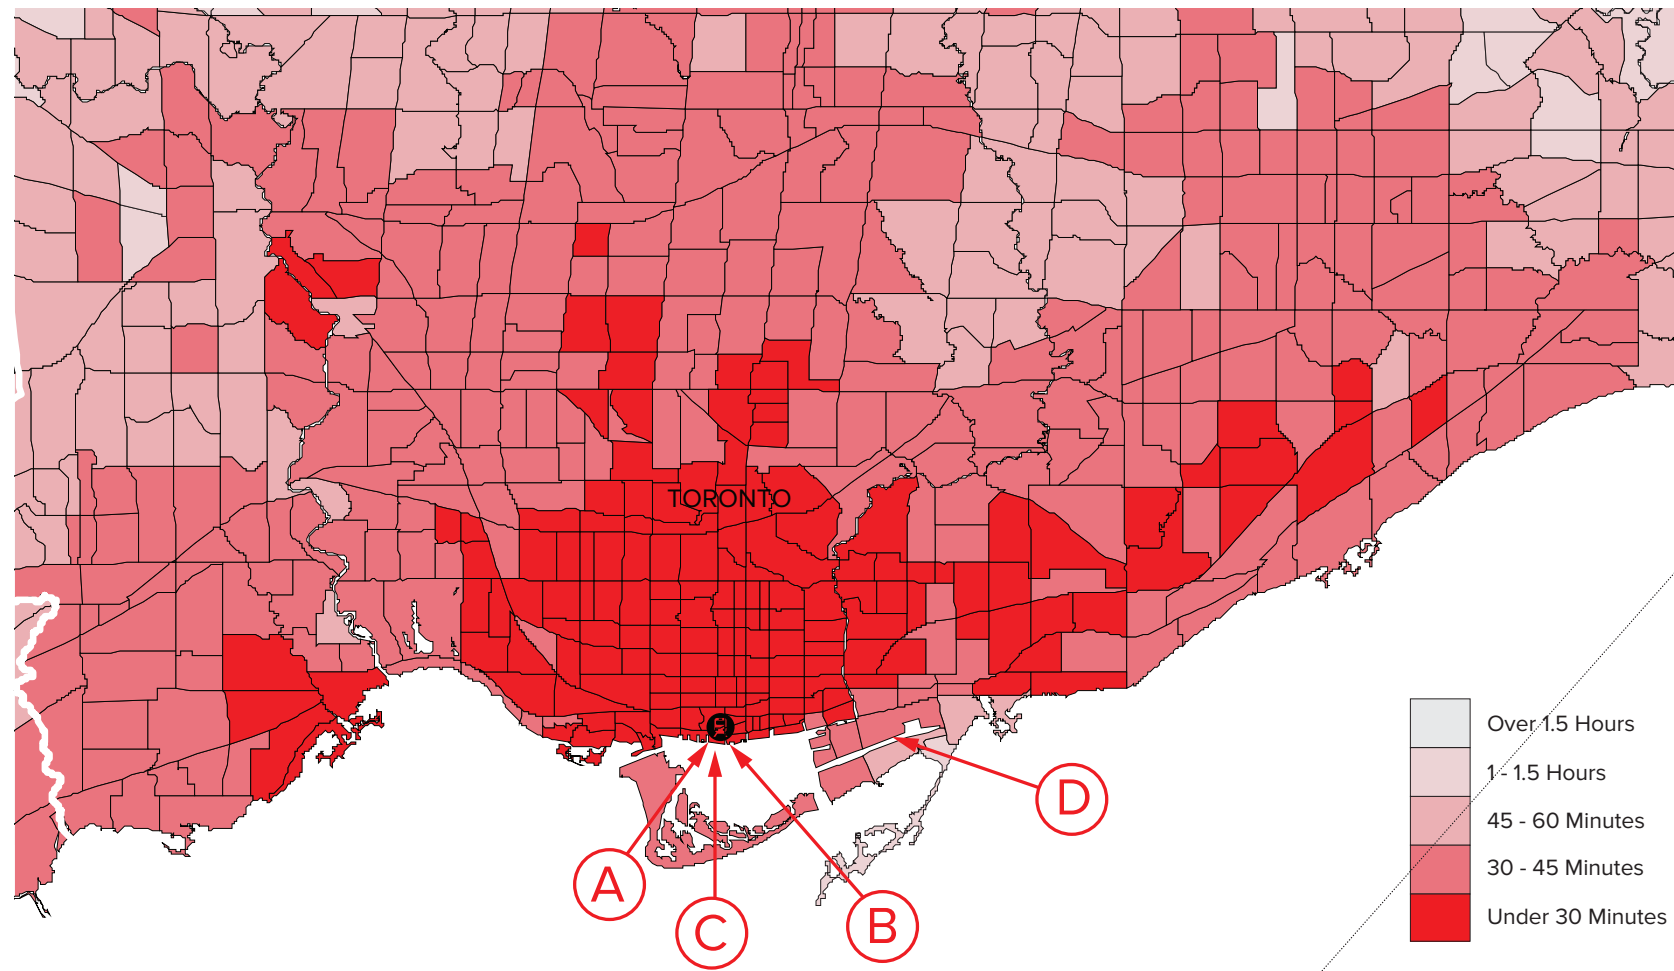 TORONTO
A
C
B
D
Over 1.5 Hours
1 - 1.5 Hours
45 - 60 Minutes
30 - 45 Minutes
Under 30 Minutes